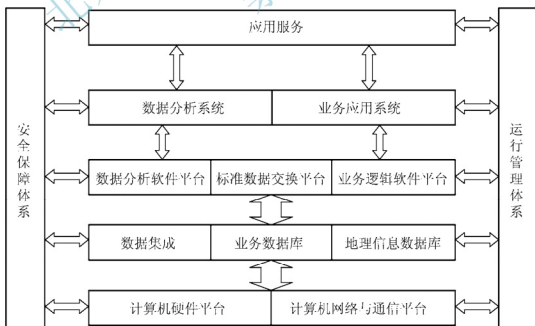 应用服务
数据分析系统 业务应用系统
安全保障体系
数据分析软件平台 标准数据交换平台 业务逻辑软件平台
运行管理体系
数据集成 业务数据库 地理信息数据库
计算机硬件平台 计算机网络与通信平台